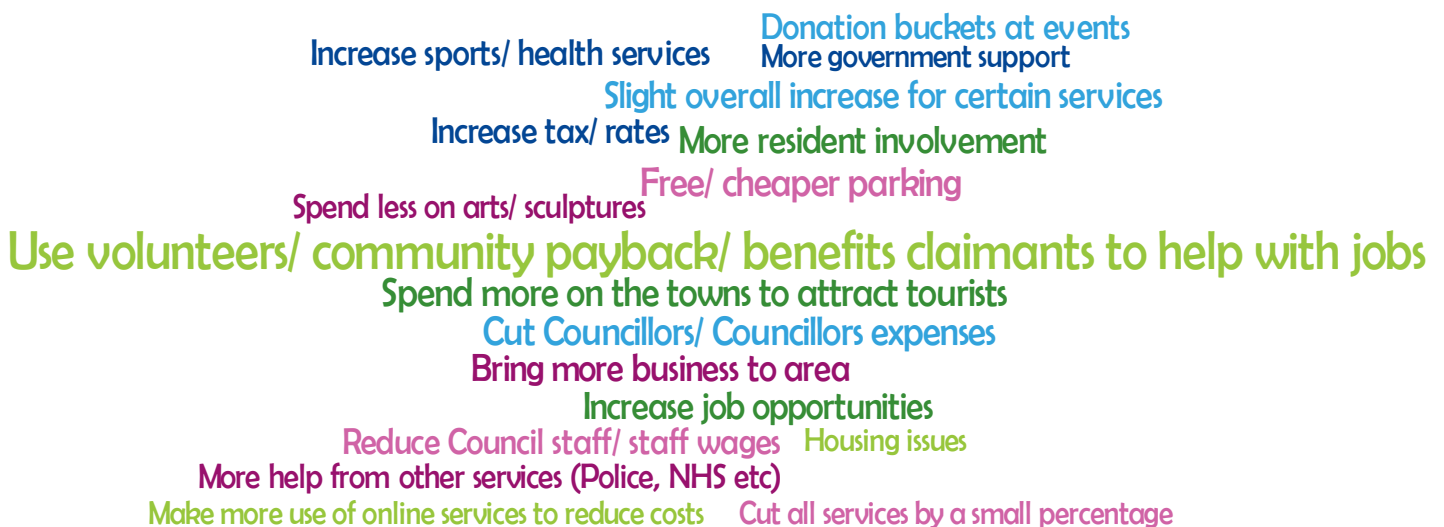 Donation buckets at events
Increase sports/ health services
More government support
Slight overall increase for certain services
Increase tax/ rates
More resident involvement
Free/ cheaper parking
Spend less on arts/ sculptures
Use volunteers/ community payback/ benefits claimants to help with jobs
Spend more on the towns to attract tourists
Cut Councillors/ Councillors expenses
Bring more business to area
Increase job opportunities
Reduce Council staff/ staff wages
Housing issues
More help from other services (Police, NHS etc)
Make more use of online services to reduce costs
Cut all services by a small percentage